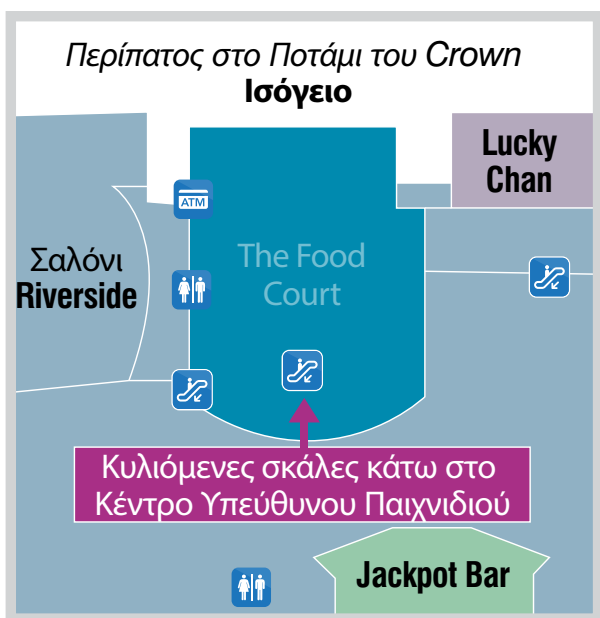 Περίπατος στο Ποτάμι του Crown
Ισόγειο
Lucky
Chan
ATM
The Food
Court
Σαλόνι
Riverside
Κυλιόμενες σκάλες κάτω στο
Κέντρο Υπεύθυνου Παιχνιδιού
Jackpot Bar